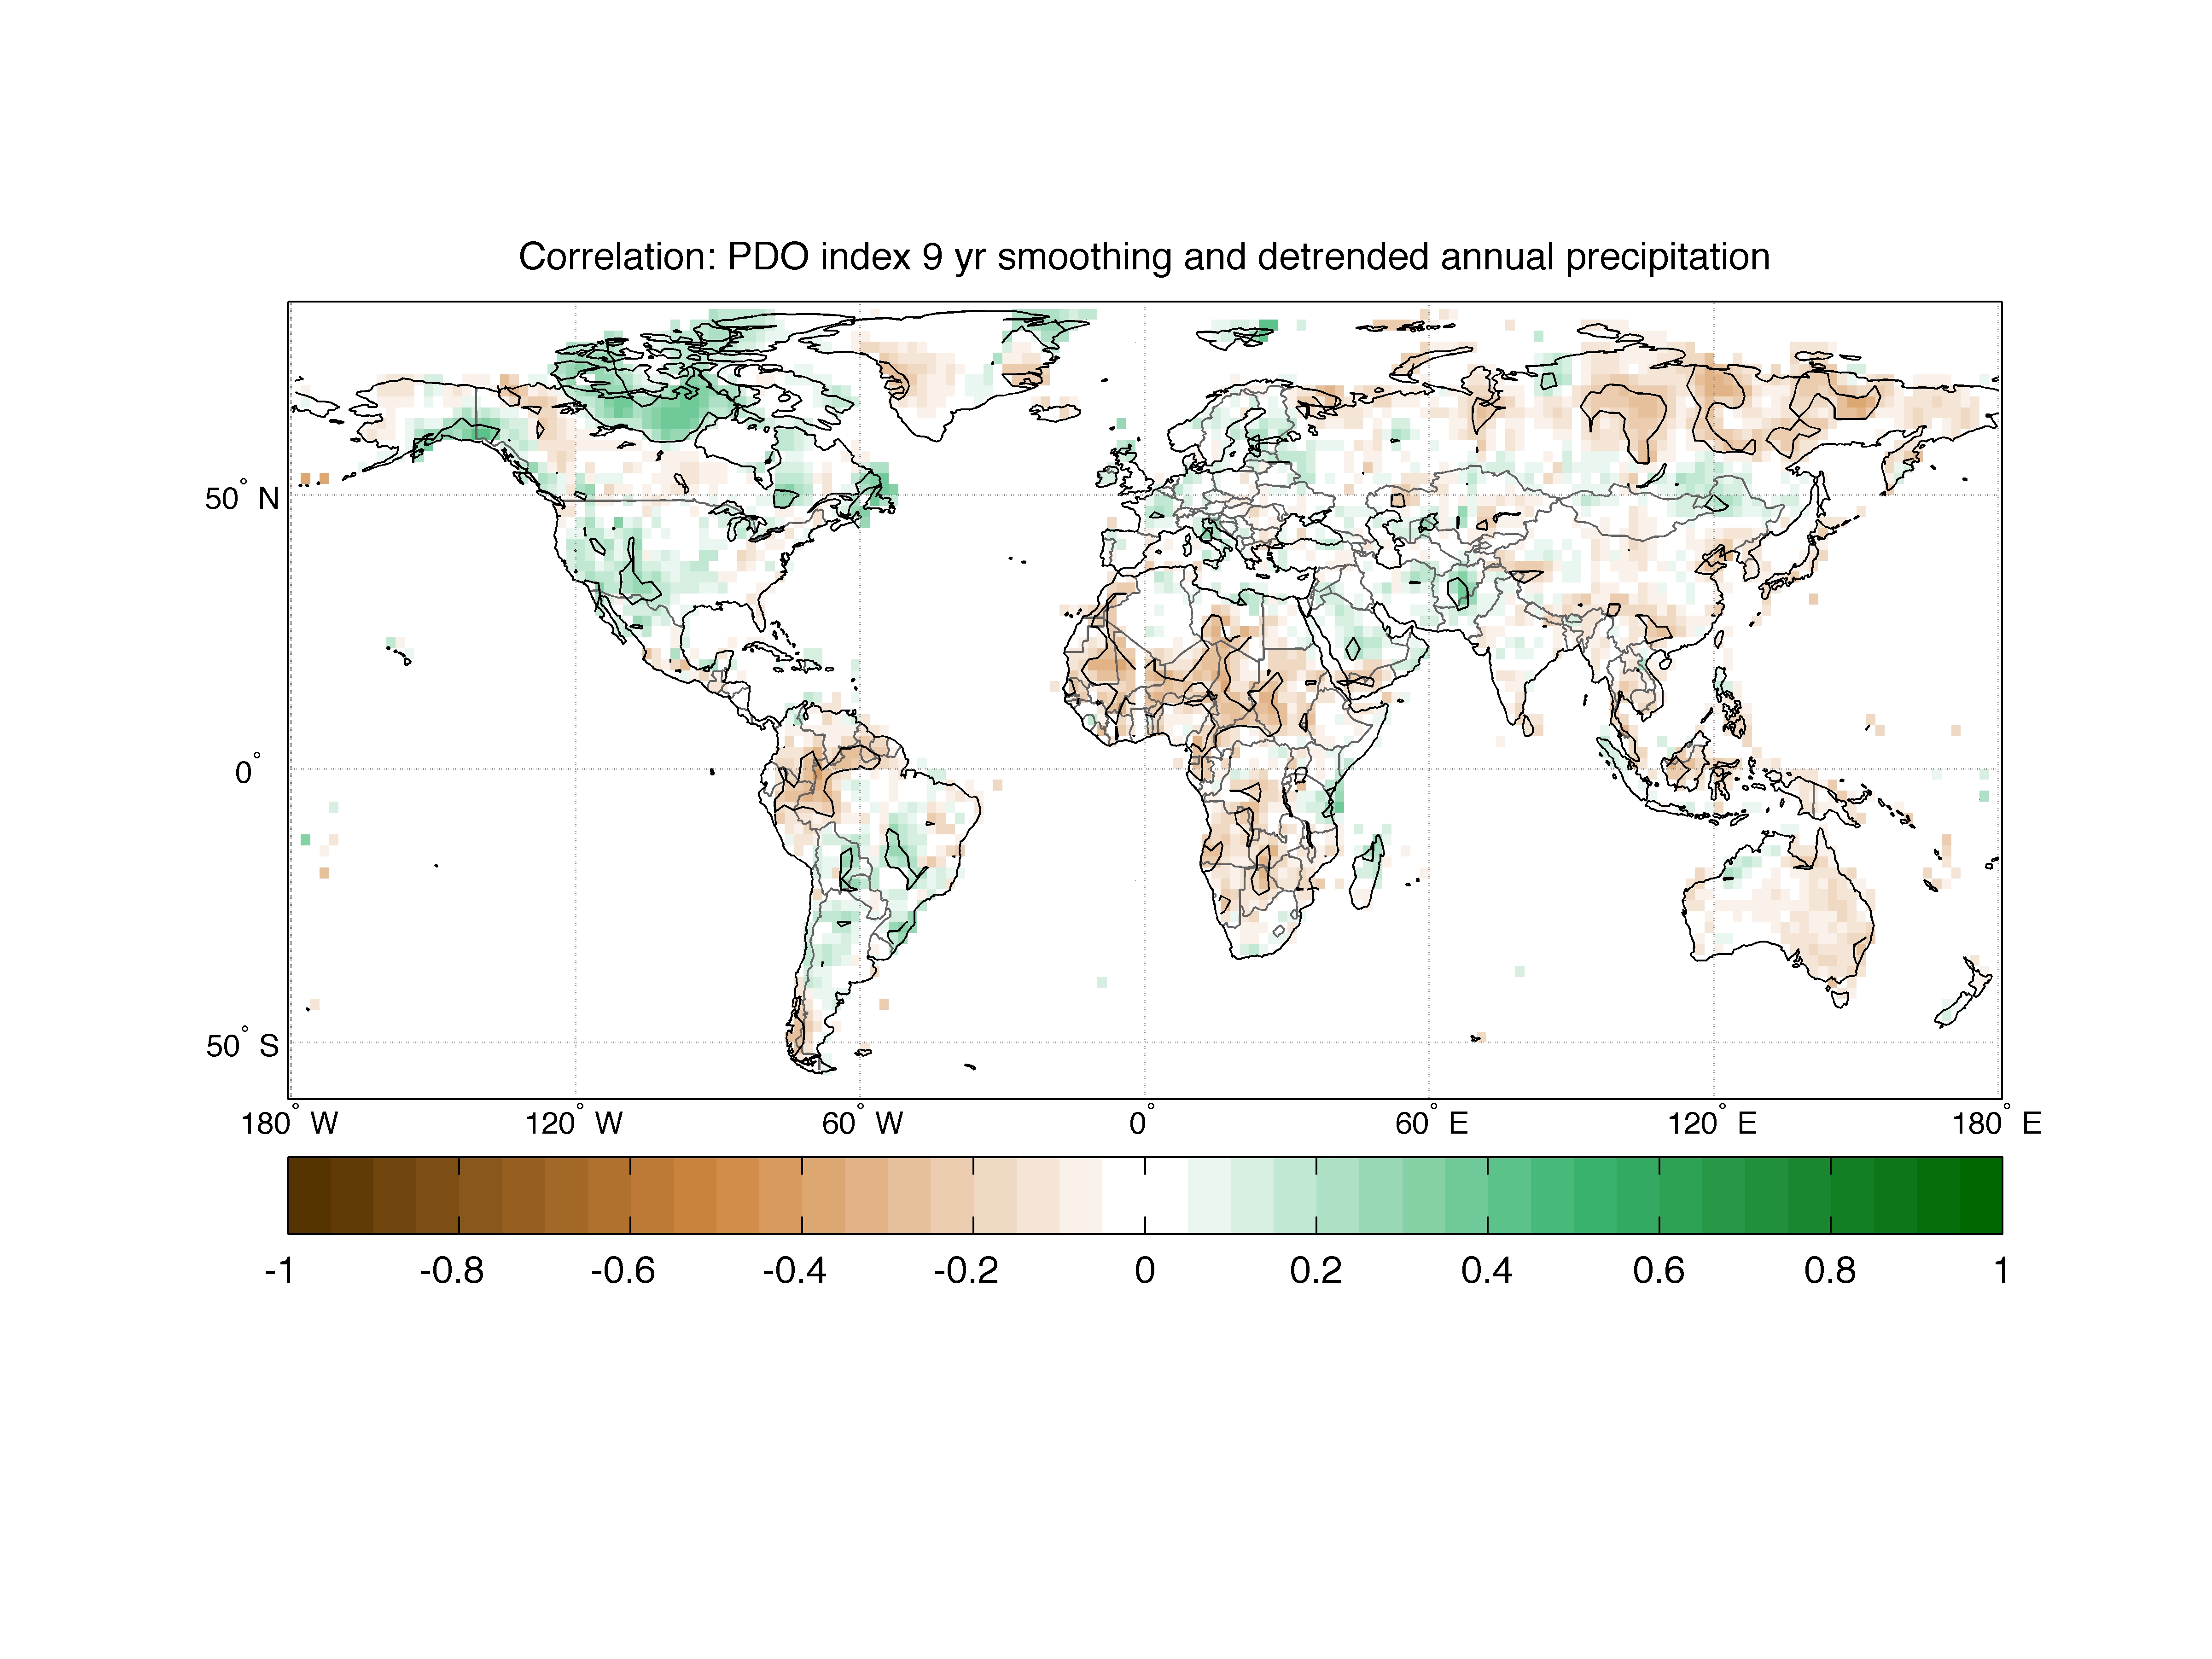 Correlation: PDO index 9 yr smoothing and detrended annual precipitation
50° N
0°
50° S
180° W 120° W 60° W 0° 60° E 120° E 180° E
-1 -0.8 -0.6 -0.4 -0.2 0 0.2 0.4 0.6 0.8 1